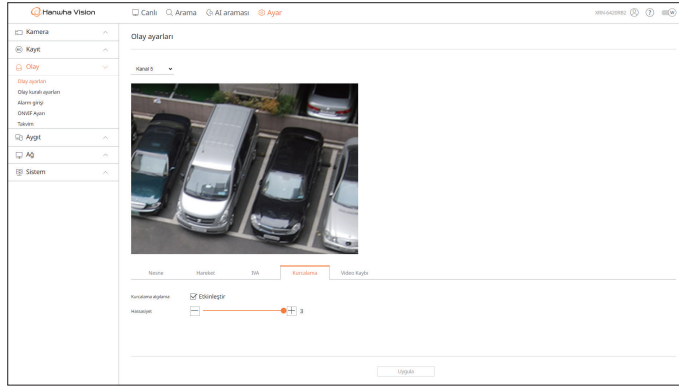 Hanwha Vision
Canlı
Arama
AI araması
Ayar
Kamera
Kayıt
Olay
Olay ayarları
Olay kuralı ayarları
Alarm girişi
ONVIF Ayarı
Takvim
Aygıt
Ağ
Sistem
Olay ayarları
Kanal 5
Nesne Hareket IVA Kurcalama Video Kaybı
Kurcalama algılama Etkinleştir
Hassasiyet 3
Uygula